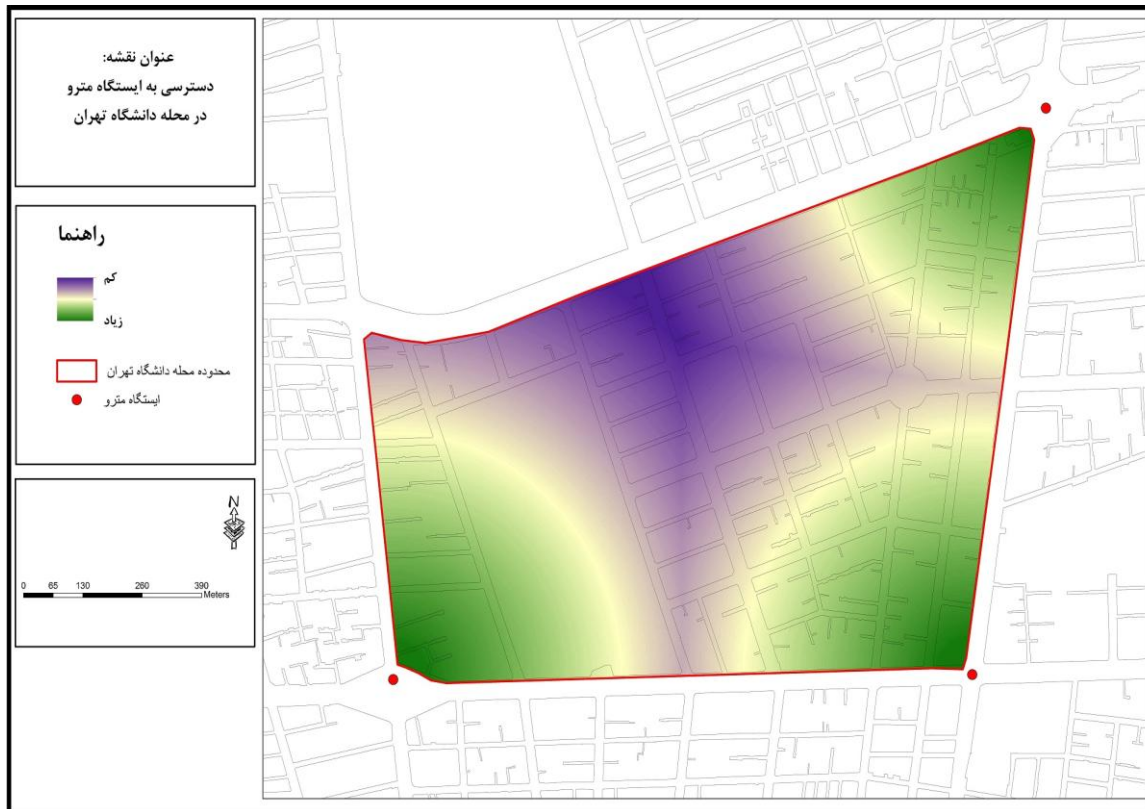 عنوان نقشه:
دسترسی به ایستگاه مترو
در محله دانشگاه تهران
راهنما
کم
زیاد
محدوده محله دانشگاه تهران
ایستگاه مترو
N
0 65 130 260 390
Meters